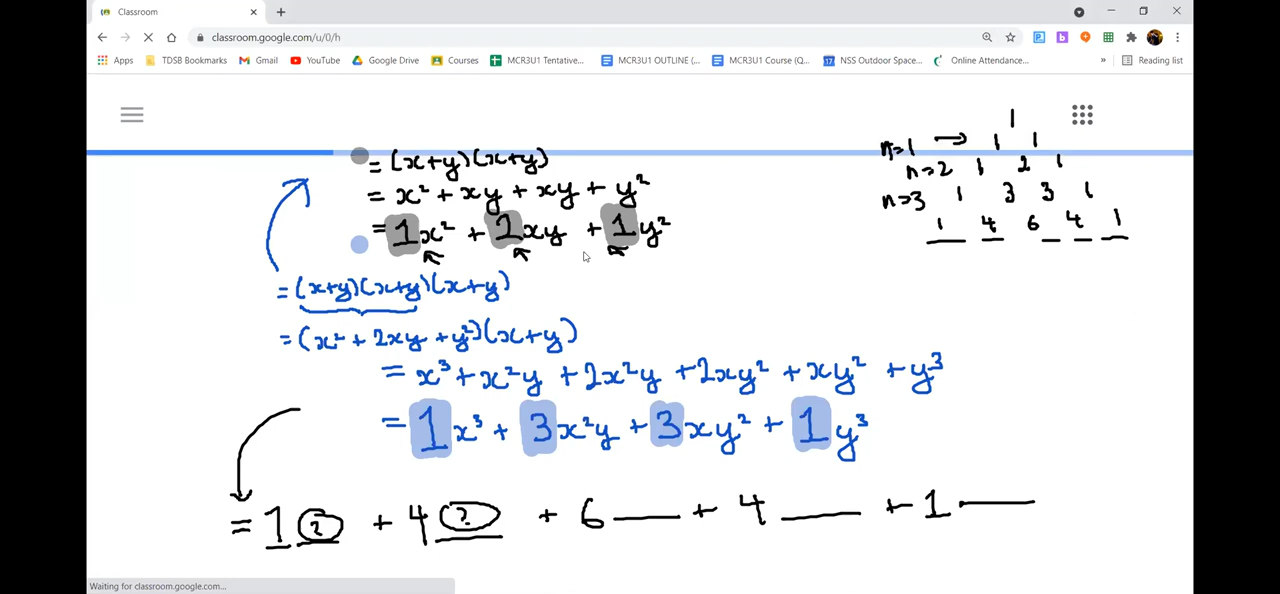 Classroom
classroom.google.com/u/0/h
Apps TDSB Bookmarks Gmail YouTube Google Drive Courses MCR3U1 Tentative... MCR3U1 OUTLINE (... MCR3U1 Course (Q... NSS Outdoor Space... Online Attendance... » Reading list
1
n=1 → 1 1
n=2 1 2 1
n=3 1 3 3 1
1 4 6 4 1
= (x+y)(x+y)
= x² + xy + xy + y²
= 1x² + 2xy + 1y²
= (x+y)(x+y)(x+y)
= (x² + 2xy + y²)(x+y)
= x³ + x²y + 2x²y + 2xy² + xy² + y³
= 1x³ + 3x²y + 3xy² + 1y³
= 1 ? + 4 ? + 6 ___ + 4 ___ + 1 ___
Waiting for classroom.google.com...